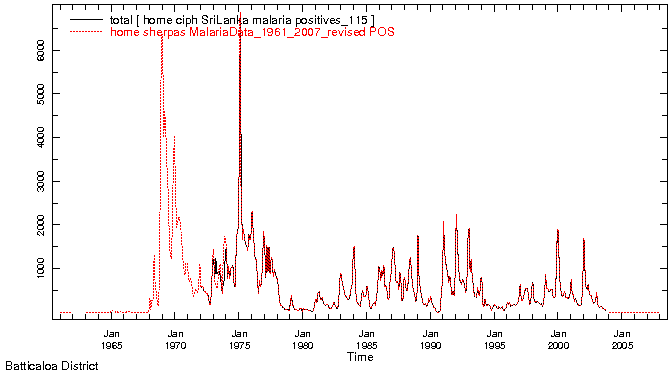 total [ home ciph SriLanka malaria positives_115 ]
home sherpas MalariaData_1961_2007_revised POS
6000
5000
4000
3000
2000
1000
Jan Jan Jan Jan Jan Jan Jan Jan Jan
1965 1970 1975 1980 1985 1990 1995 2000 2005
Time
Batticaloa District